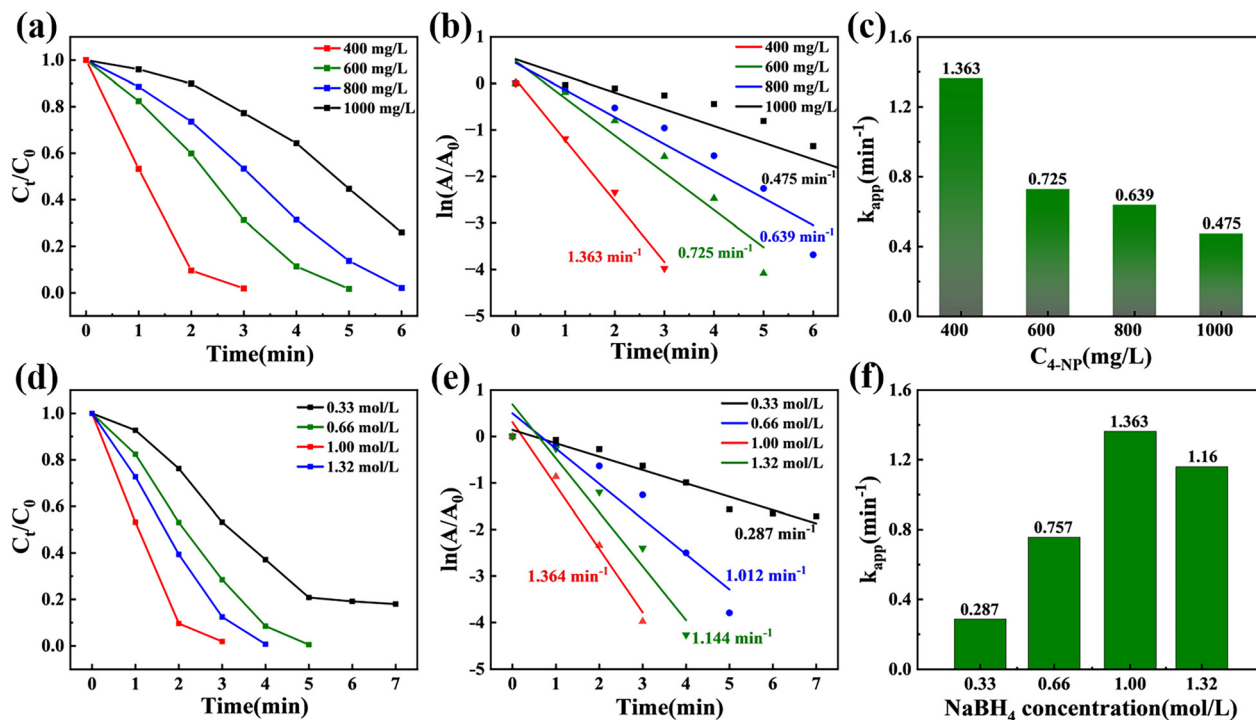 (a)
400 mg/L
600 mg/L
800 mg/L
1000 mg/L
1.0
0.8
0.6
0.4
0.2
0.0
Cₜ/C₀
0 1 2 3 4 5 6
Time(min)
(b)
400 mg/L
600 mg/L
800 mg/L
1000 mg/L
1
0
−1
−2
−3
−4
−5
ln(A/A₀)
0.475 min⁻¹
0.639 min⁻¹
0.725 min⁻¹
1.363 min⁻¹
0 1 2 3 4 5 6
Time(min)
(c)
1.6
1.2
0.8
0.4
0.0
kₐₚₚ(min⁻¹)
1.363
0.725
0.639
0.475
400 600 800 1000
C₄₋NP(mg/L)
(d)
0.33 mol/L
0.66 mol/L
1.00 mol/L
1.32 mol/L
1.0
0.8
0.6
0.4
0.2
0.0
Cₜ/C₀
0 1 2 3 4 5 6 7
Time(min)
(e)
0.33 mol/L
0.66 mol/L
1.00 mol/L
1.32 mol/L
1
0
−1
−2
−3
−4
−5
ln(A/A₀)
0.287 min⁻¹
1.012 min⁻¹
1.364 min⁻¹
1.144 min⁻¹
0 1 2 3 4 5 6 7
Time(min)
(f)
1.6
1.2
0.8
0.4
0.0
kₐₚₚ(min⁻¹)
0.287
0.757
1.363
1.16
0.33 0.66 1.00 1.32
NaBH₄ concentration(mol/L)